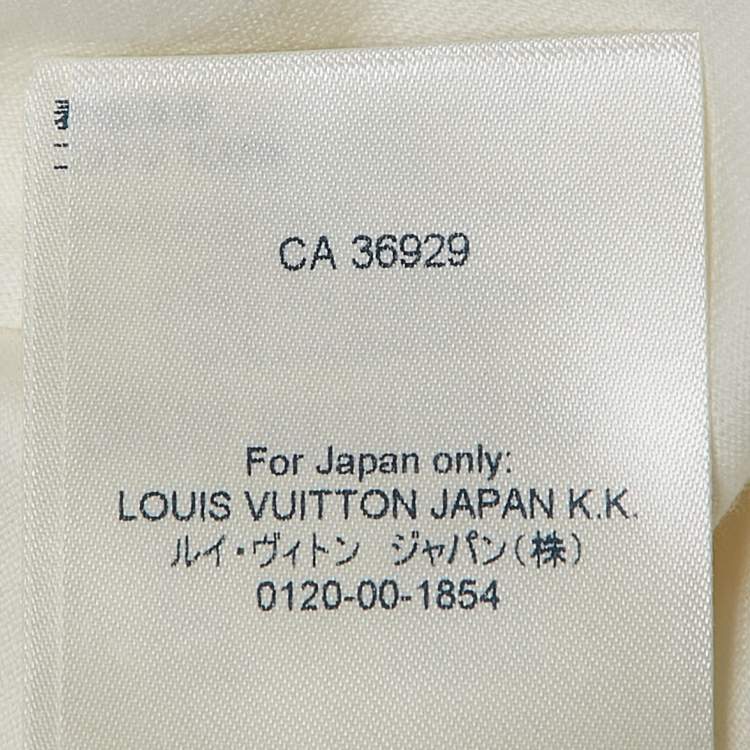 CA 36929
For Japan only:
LOUIS VUITTON JAPAN K.K.
ルイ・ヴィトン ジャパン(株)
0120-00-1854